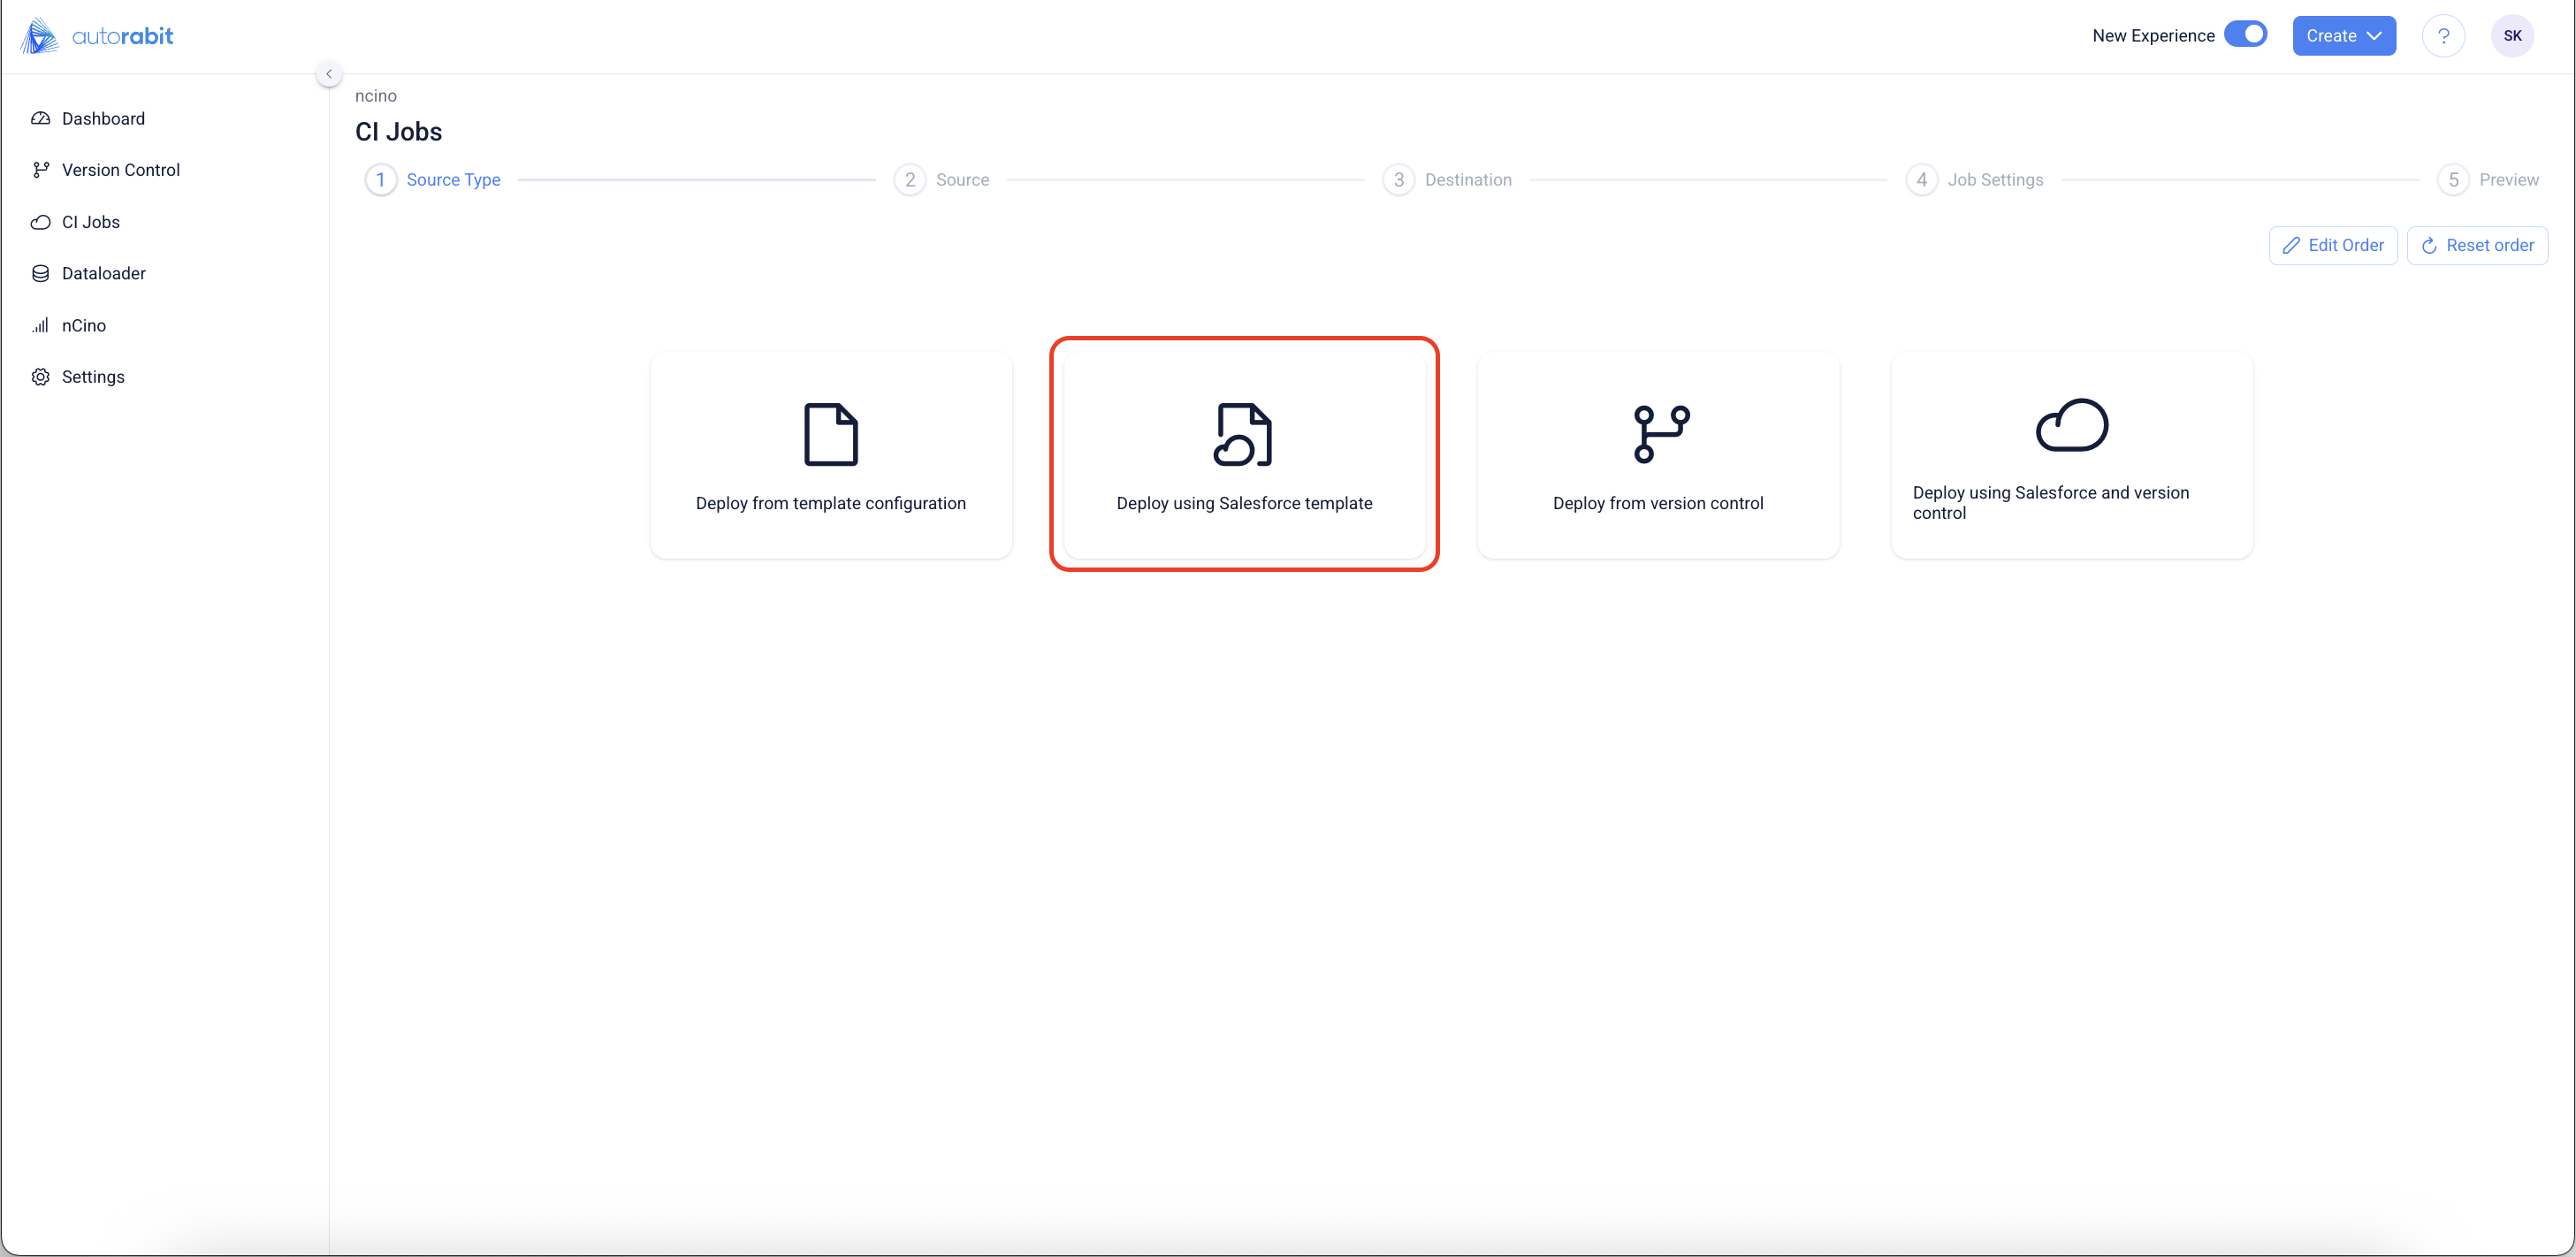 autorabit
New Experience
Create
?
SK
Dashboard
Version Control
CI Jobs
Dataloader
nCino
Settings
ncino
CI Jobs
1 Source Type
2 Source
3 Destination
4 Job Settings
5 Preview
Edit Order
Reset order
Deploy from template configuration
Deploy using Salesforce template
Deploy from version control
Deploy using Salesforce and version
control